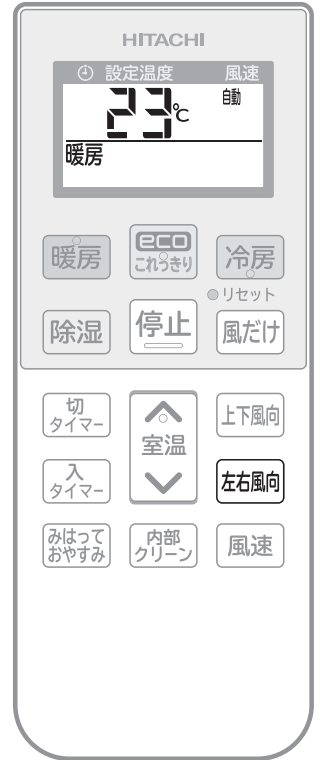 HITACHI
設定温度 風速
23℃ 自動
暖房
暖房 eco これっきり 冷房
リセット
除湿 停止 風だけ
切タイマー 室温 上下風向
入タイマー 左右風向
みはっておやすみ 内部クリーン 風速